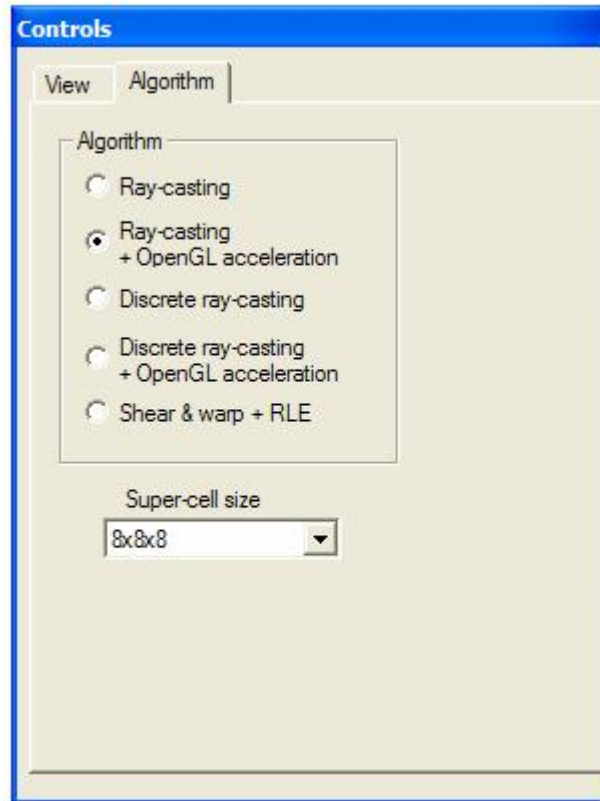 Controls
View
Algorithm
Algorithm
Ray-casting
Ray-casting
+ OpenGL acceleration
Discrete ray-casting
Discrete ray-casting
+ OpenGL acceleration
Shear & warp + RLE
Super-cell size
8x8x8